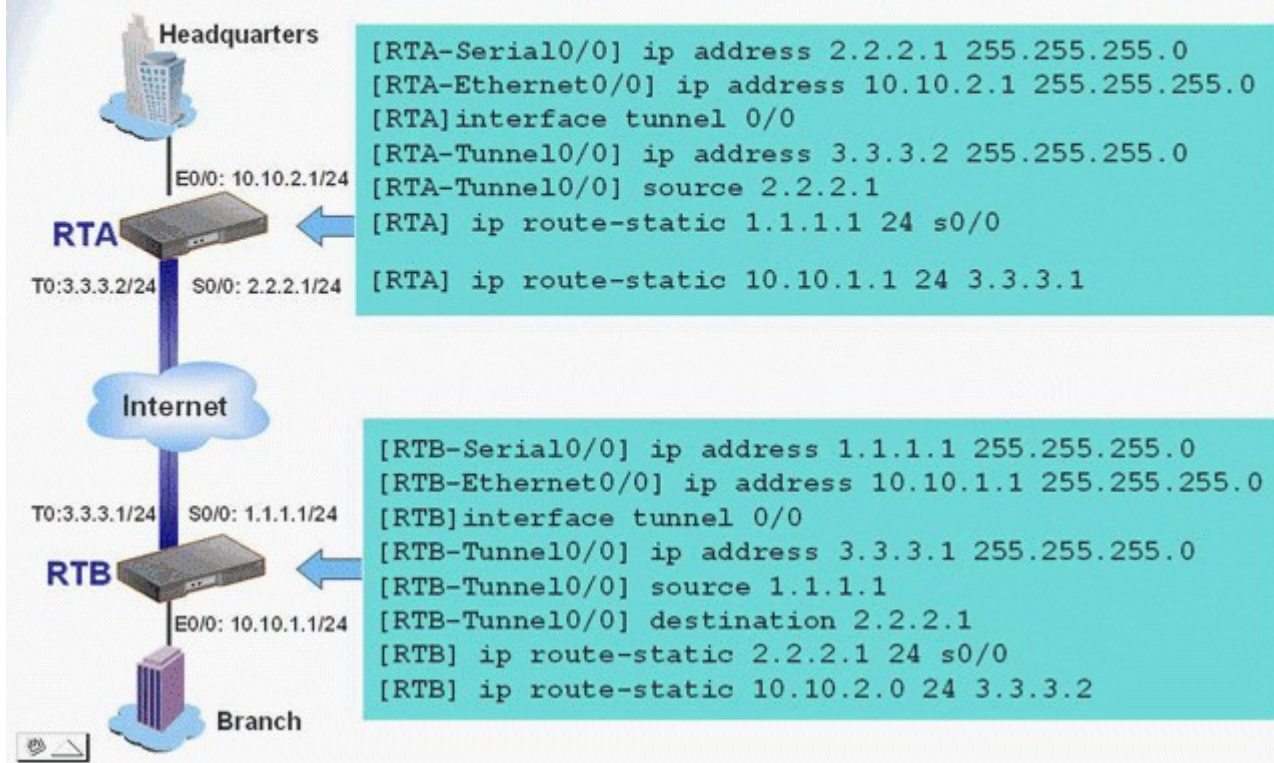 Headquarters
E0/0: 10.10.2.1/24
RTA
T0:3.3.3.2/24
S0/0: 2.2.2.1/24
[RTA-Serial0/0] ip address 2.2.2.1 255.255.255.0
[RTA-Ethernet0/0] ip address 10.10.2.1 255.255.255.0
[RTA]interface tunnel 0/0
[RTA-Tunnel0/0] ip address 3.3.3.2 255.255.255.0
[RTA-Tunnel0/0] source 2.2.2.1
[RTA] ip route-static 1.1.1.1 24 s0/0
[RTA] ip route-static 10.10.1.1 24 3.3.3.1
Internet
T0:3.3.3.1/24
S0/0: 1.1.1.1/24
RTB
E0/0: 10.10.1.1/24
Branch
[RTB-Serial0/0] ip address 1.1.1.1 255.255.255.0
[RTB-Ethernet0/0] ip address 10.10.1.1 255.255.255.0
[RTB]interface tunnel 0/0
[RTB-Tunnel0/0] ip address 3.3.3.1 255.255.255.0
[RTB-Tunnel0/0] source 1.1.1.1
[RTB-Tunnel0/0] destination 2.2.2.1
[RTB] ip route-static 2.2.2.1 24 s0/0
[RTB] ip route-static 10.10.2.0 24 3.3.3.2